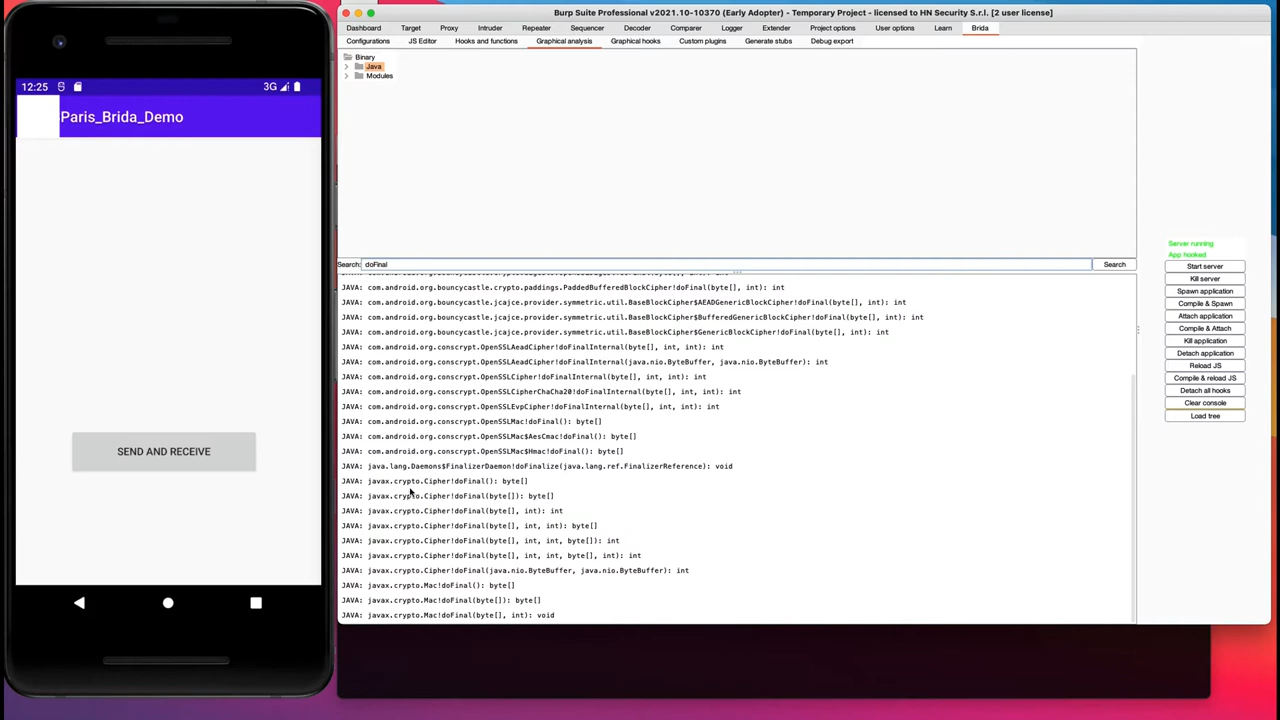 Burp Suite Professional v2021.10-10370 (Early Adopter) - Temporary Project - licensed to HN Security S.r.l. [2 user license]
Dashboard Target Proxy Intruder Repeater Sequencer Decoder Comparer Logger Extender Project options User options Learn Brida
Configurations JS Editor Hooks and functions Graphical analysis Graphical hooks Custom plugins Generate stubs Debug export
Binary
Java
Modules
12:25
3G
Paris_Brida_Demo
SEND AND RECEIVE
Search: doFinal
Search
JAVA: com.android.org.bouncycastle.crypto.paddings.PaddedBufferedBlockCipher!doFinal(byte[], int): int
JAVA: com.android.org.bouncycastle.jcajce.provider.symmetric.util.BaseBlockCipher$AEADGenericBlockCipher!doFinal(byte[], int): int
JAVA: com.android.org.bouncycastle.jcajce.provider.symmetric.util.BaseBlockCipher$BufferedGenericBlockCipher!doFinal(byte[], int): int
JAVA: com.android.org.bouncycastle.jcajce.provider.symmetric.util.BaseBlockCipher$GenericBlockCipher!doFinal(byte[], int): int
JAVA: com.android.org.conscrypt.OpenSSLAeadCipher!doFinalInternal(byte[], int, int): int
JAVA: com.android.org.conscrypt.OpenSSLAeadCipher!doFinalInternal(java.nio.ByteBuffer, java.nio.ByteBuffer): int
JAVA: com.android.org.conscrypt.OpenSSLCipher!doFinalInternal(byte[], int, int): int
JAVA: com.android.org.conscrypt.OpenSSLCipherChaCha20!doFinalInternal(byte[], int, int): int
JAVA: com.android.org.conscrypt.OpenSSLEvpCipher!doFinalInternal(byte[], int, int): int
JAVA: com.android.org.conscrypt.OpenSSLMac!doFinal(): byte[]
JAVA: com.android.org.conscrypt.OpenSSLMac$AesCmac!doFinal(): byte[]
JAVA: com.android.org.conscrypt.OpenSSLMac$Hmac!doFinal(): byte[]
JAVA: java.lang.Daemons$FinalizerDaemon!doFinalize(java.lang.ref.FinalizerReference): void
JAVA: javax.crypto.Cipher!doFinal(): byte[]
JAVA: javax.crypto.Cipher!doFinal(byte[]): byte[]
JAVA: javax.crypto.Cipher!doFinal(byte[], int): int
JAVA: javax.crypto.Cipher!doFinal(byte[], int, int): byte[]
JAVA: javax.crypto.Cipher!doFinal(byte[], int, int, byte[]): int
JAVA: javax.crypto.Cipher!doFinal(byte[], int, int, byte[], int): int
JAVA: javax.crypto.Cipher!doFinal(java.nio.ByteBuffer, java.nio.ByteBuffer): int
JAVA: javax.crypto.Mac!doFinal(): byte[]
JAVA: javax.crypto.Mac!doFinal(byte[]): byte[]
JAVA: javax.crypto.Mac!doFinal(byte[], int): void
Server running
App hooked
Start server
Kill server
Spawn application
Compile & Spawn
Attach application
Compile & Attach
Kill application
Detach application
Reload JS
Compile & reload JS
Detach all hooks
Clear console
Load tree